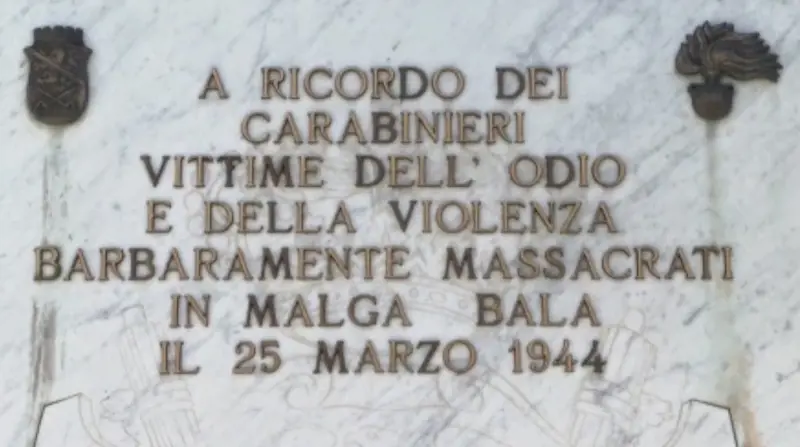 A RICORDO DEI
CARABINIERI
VITTIME DELL' ODIO
E DELLA VIOLENZA
BARBARAMENTE MASSACRATI
IN MALGA BALA
IL 25 MARZO 1944